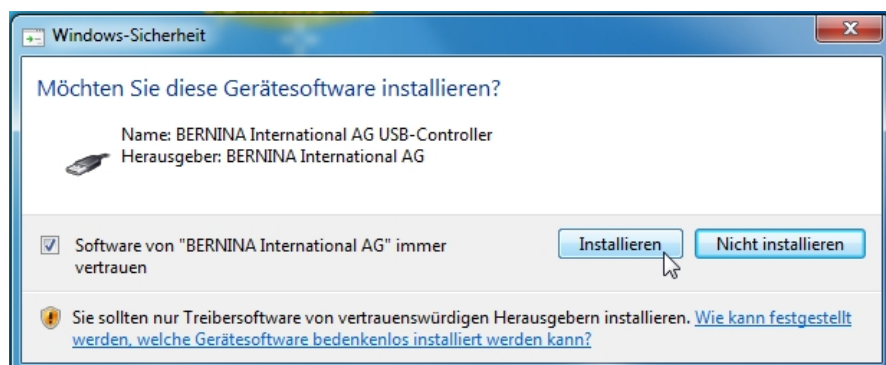 Windows-Sicherheit
Möchten Sie diese Gerätesoftware installieren?
Name: BERNINA International AG USB-Controller
Herausgeber: BERNINA International AG
Software von "BERNINA International AG" immer
vertrauen
Installieren
Nicht installieren
Sie sollten nur Treibersoftware von vertrauenswürdigen Herausgebern installieren. Wie kann festgestellt
werden, welche Gerätesoftware bedenkenlos installiert werden kann?